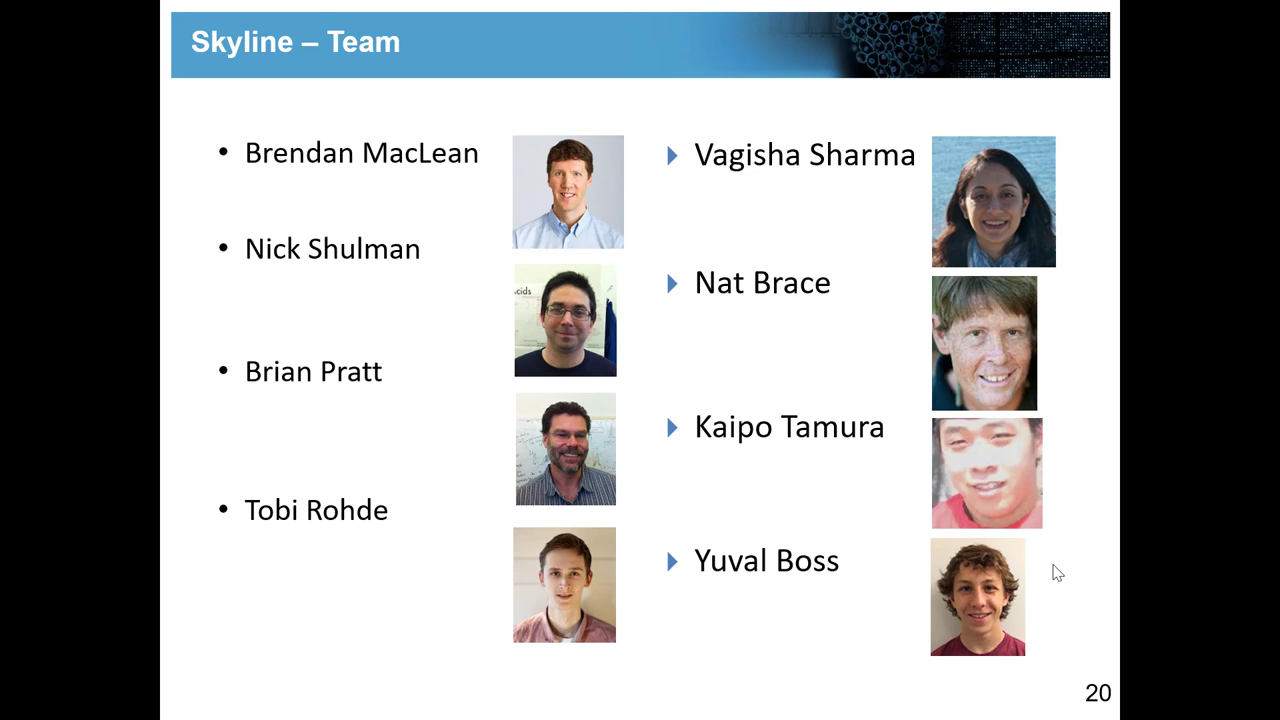 Skyline – Team
• Brendan MacLean
• Nick Shulman
cids
• Brian Pratt
• Tobi Rohde
Vagisha Sharma
Nat Brace
Kaipo Tamura
Yuval Boss
20